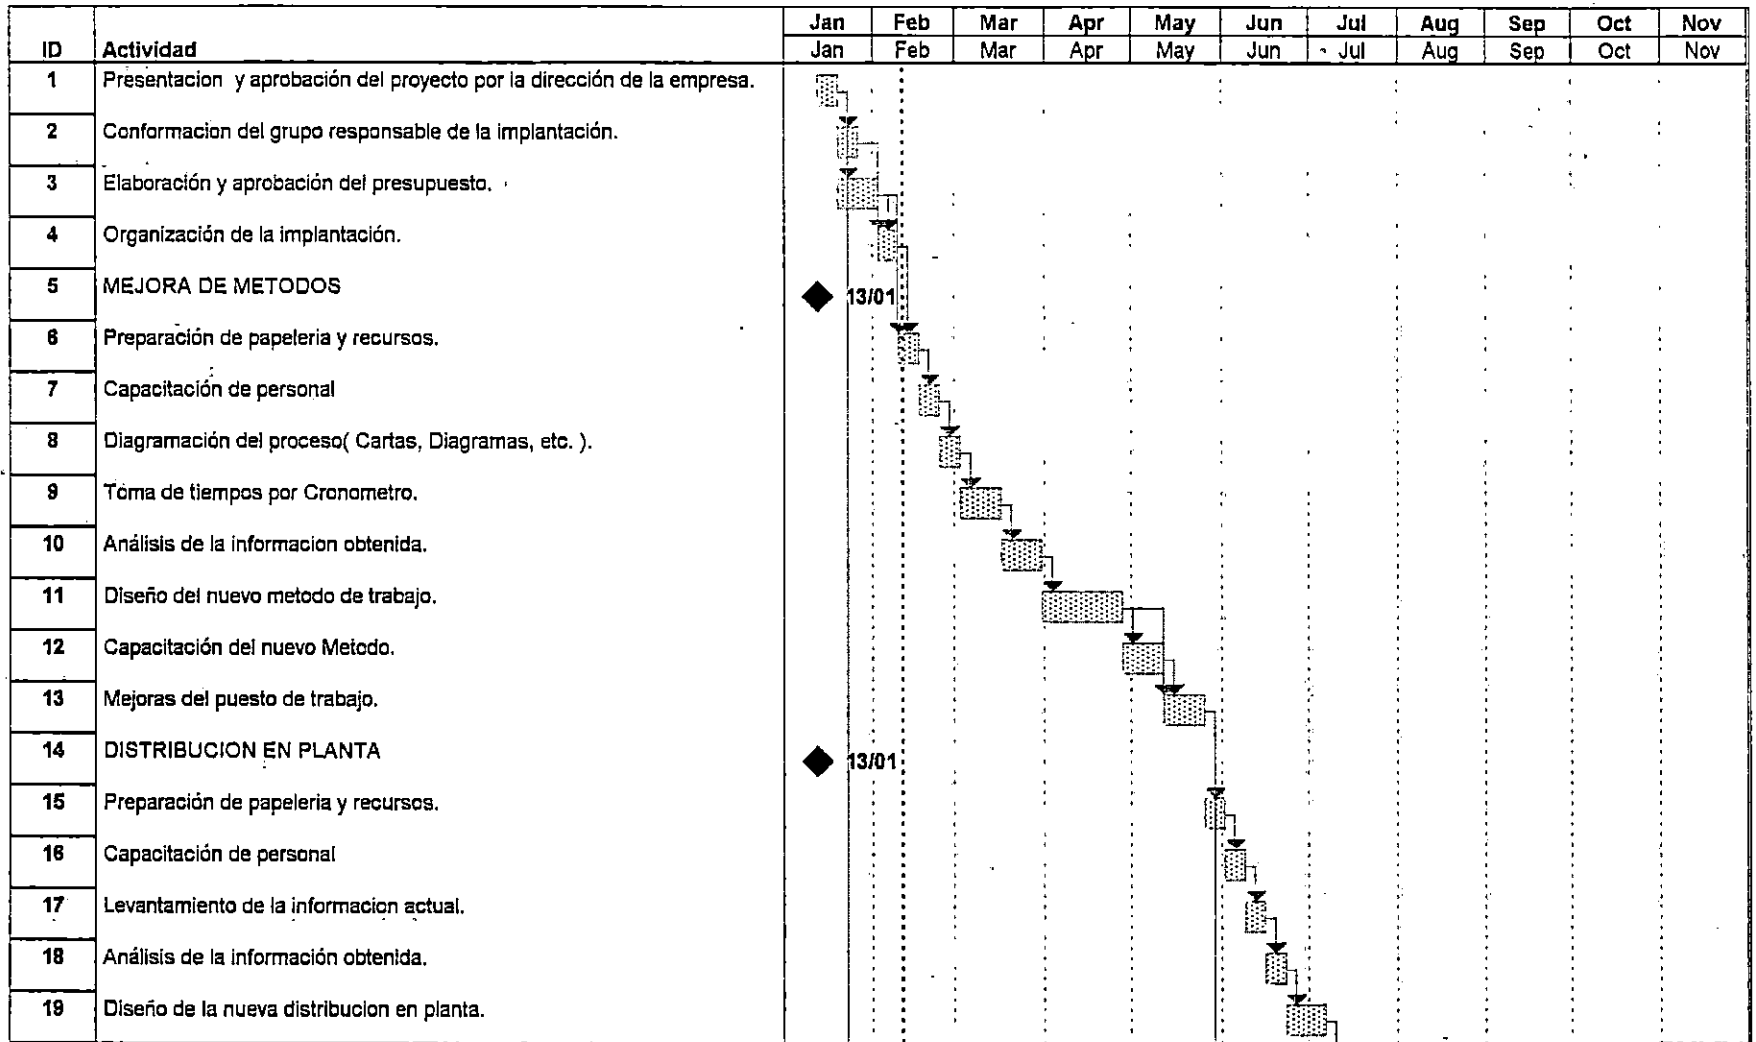 Jan Feb Mar Apr May Jun Jul Aug Sep Oct Nov
ID Actividad Jan Feb Mar Apr May Jun Jul Aug Sep Oct Nov
1 Presentacion y aprobación del proyecto por la dirección de la empresa.
2 Conformacion del grupo responsable de la implantación.
3 Elaboración y aprobación del presupuesto.
4 Organización de la implantación.
5 MEJORA DE METODOS 13/01
6 Preparación de papeleria y recursos.
7 Capacitación de personal
8 Diagramación del proceso( Cartas, Diagramas, etc. ).
9 Toma de tiempos por Cronometro.
10 Análisis de la informacion obtenida.
11 Diseño del nuevo metodo de trabajo.
12 Capacitación del nuevo Metodo.
13 Mejoras del puesto de trabajo.
14 DISTRIBUCION EN PLANTA 13/01
15 Preparación de papeleria y recursos.
16 Capacitación de personal
17 Levantamiento de la informacion actual.
18 Análisis de la información obtenida.
19 Diseño de la nueva distribucion en planta.